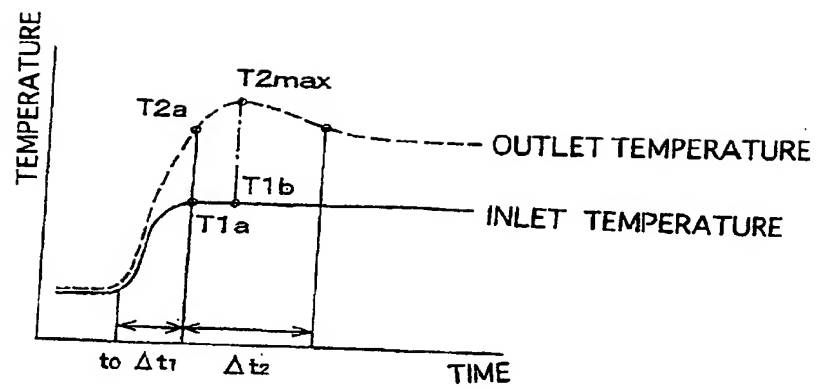 TEMPERATURE
T2max
T2a
OUTLET TEMPERATURE
T1b
T1a
INLET TEMPERATURE
to Δt1 Δt2
TIME